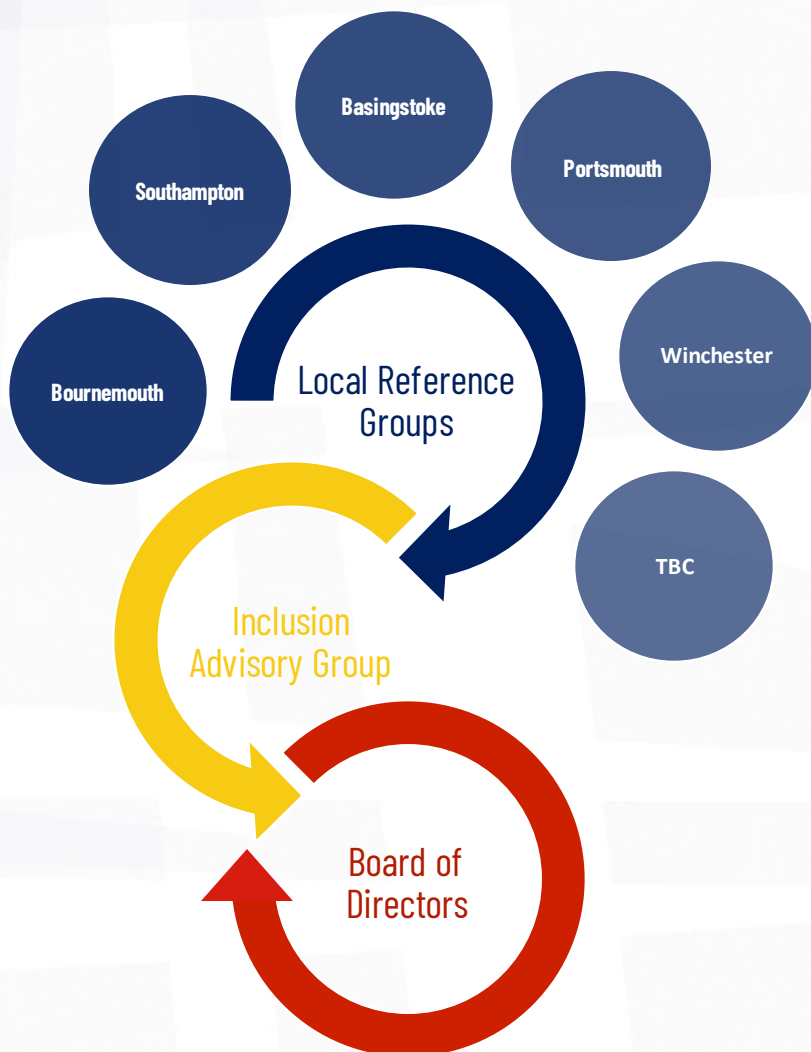 Basingstoke
Portsmouth
Southampton
Winchester
Bournemouth
Local Reference
Groups
TBC
Inclusion
Advisory Group
Board of
Directors